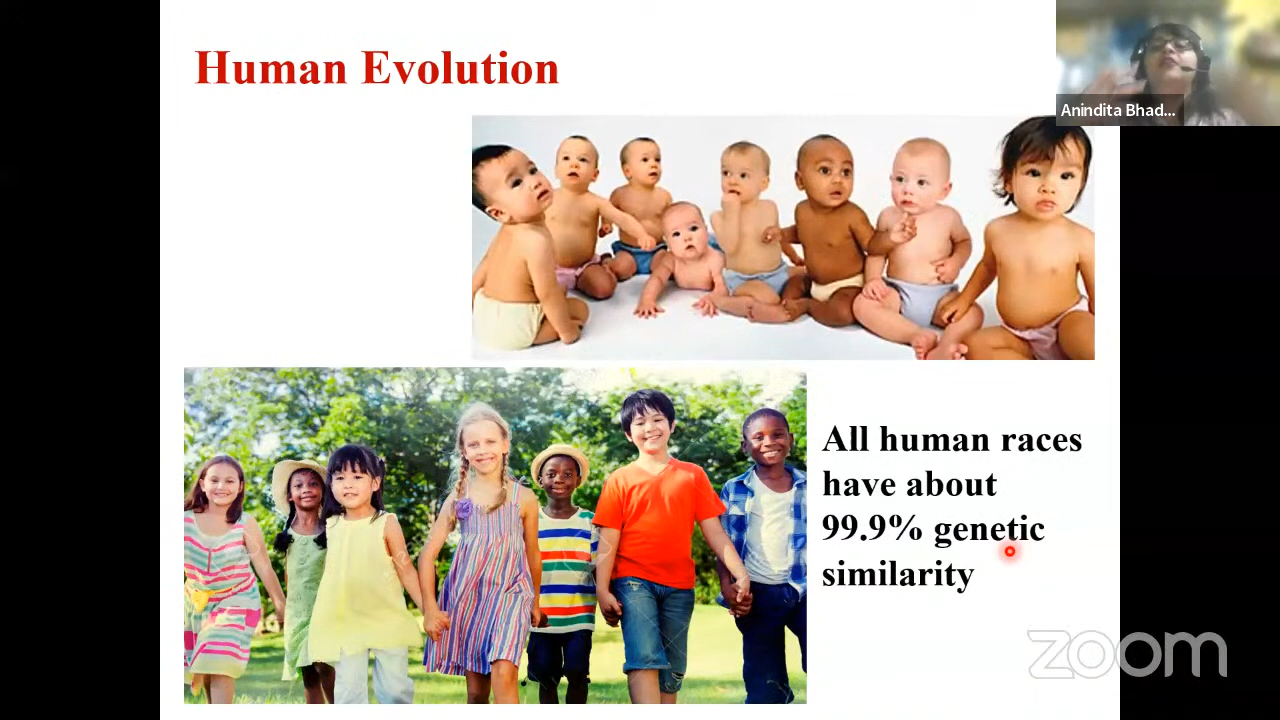 Human Evolution
Anindita Bhad...
All human races
have about
99.9% genetic
similarity
zoom